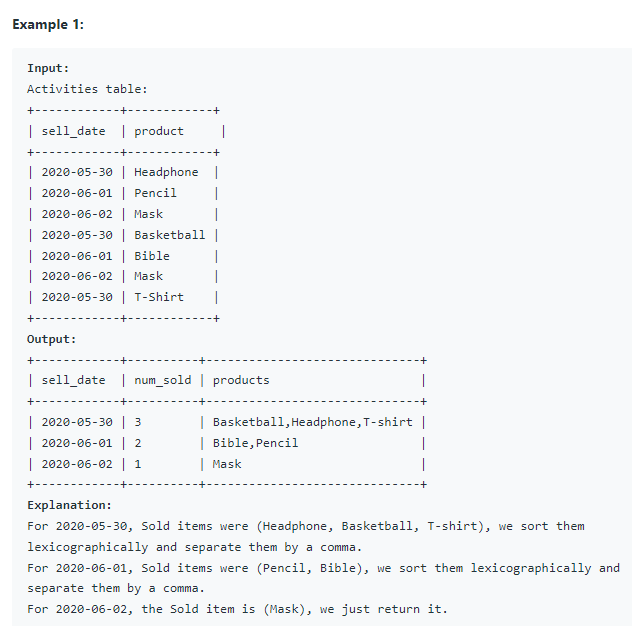 Example 1:
Input:
Activities table:
+------------+------------+
| sell_date  | product     |
+------------+------------+
| 2020-05-30 | Headphone  |
| 2020-06-01 | Pencil     |
| 2020-06-02 | Mask       |
| 2020-05-30 | Basketball |
| 2020-06-01 | Bible      |
| 2020-06-02 | Mask       |
| 2020-05-30 | T-Shirt    |
+------------+------------+
Output:
+------------+----------+------------------------------+
| sell_date  | num_sold | products                     |
+------------+----------+------------------------------+
| 2020-05-30 | 3        | Basketball,Headphone,T-shirt |
| 2020-06-01 | 2        | Bible,Pencil                 |
| 2020-06-02 | 1        | Mask                         |
+------------+----------+------------------------------+
Explanation:
For 2020-05-30, Sold items were (Headphone, Basketball, T-shirt), we sort them
lexicographically and separate them by a comma.
For 2020-06-01, Sold items were (Pencil, Bible), we sort them lexicographically and
separate them by a comma.
For 2020-06-02, the Sold item is (Mask), we just return it.